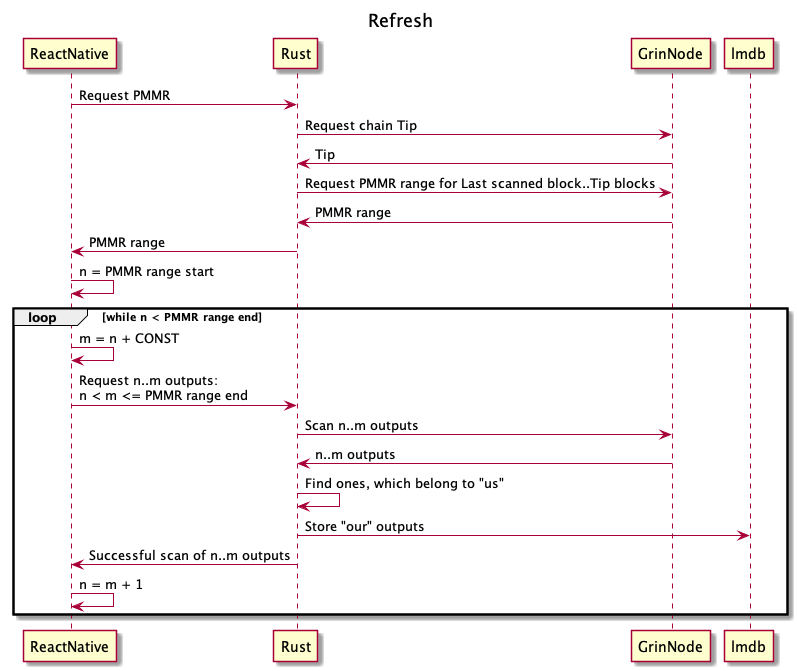 Refresh
ReactNative
Rust
GrinNode
lmdb
Request PMMR
Request chain Tip
Tip
Request PMMR range for Last scanned block..Tip blocks
PMMR range
PMMR range
n = PMMR range start
loop
[while n < PMMR range end]
m = n + CONST
Request n..m outputs:
n < m <= PMMR range end
Scan n..m outputs
n..m outputs
Find ones, which belong to "us"
Store "our" outputs
Successful scan of n..m outputs
n = m + 1
ReactNative
Rust
GrinNode
lmdb